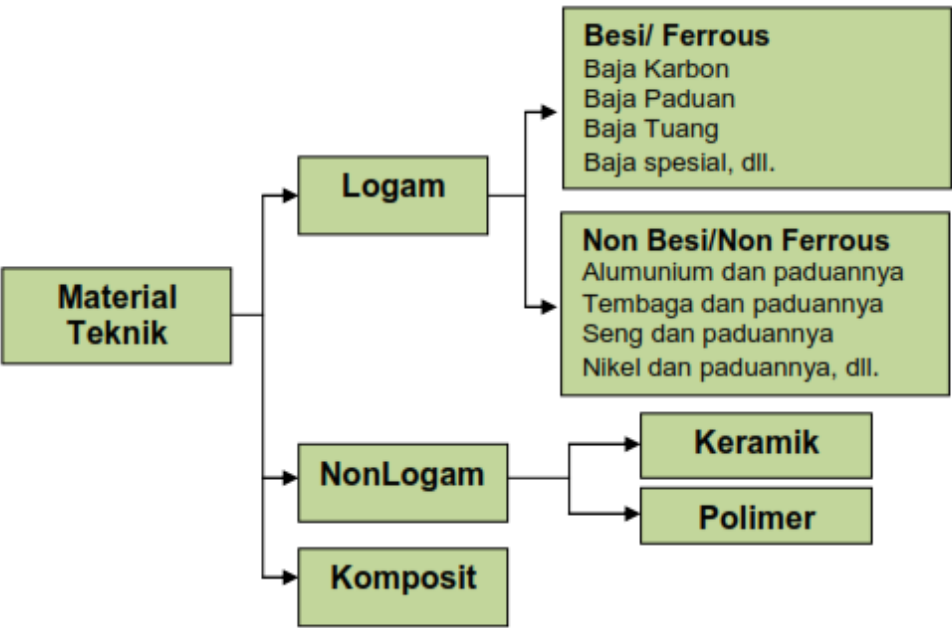 Material
Teknik
Logam
Besi/ Ferrous
Baja Karbon
Baja Paduan
Baja Tuang
Baja spesial, dll.
Non Besi/Non Ferrous
Alumunium dan paduannya
Tembaga dan paduannya
Seng dan paduannya
Nikel dan paduannya, dll.
NonLogam
Keramik
Polimer
Komposit